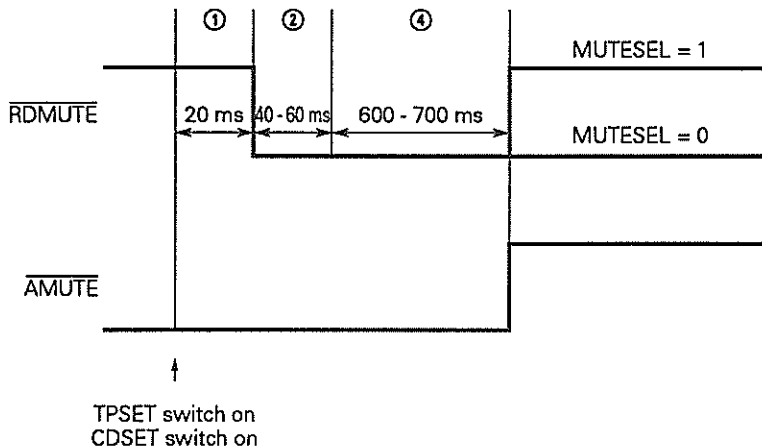 ① ② ④
MUTESEL = 1
RDMUTE
20 ms 40 - 60 ms 600 - 700 ms
MUTESEL = 0
AMUTE
TPSET switch on
CDSET switch on